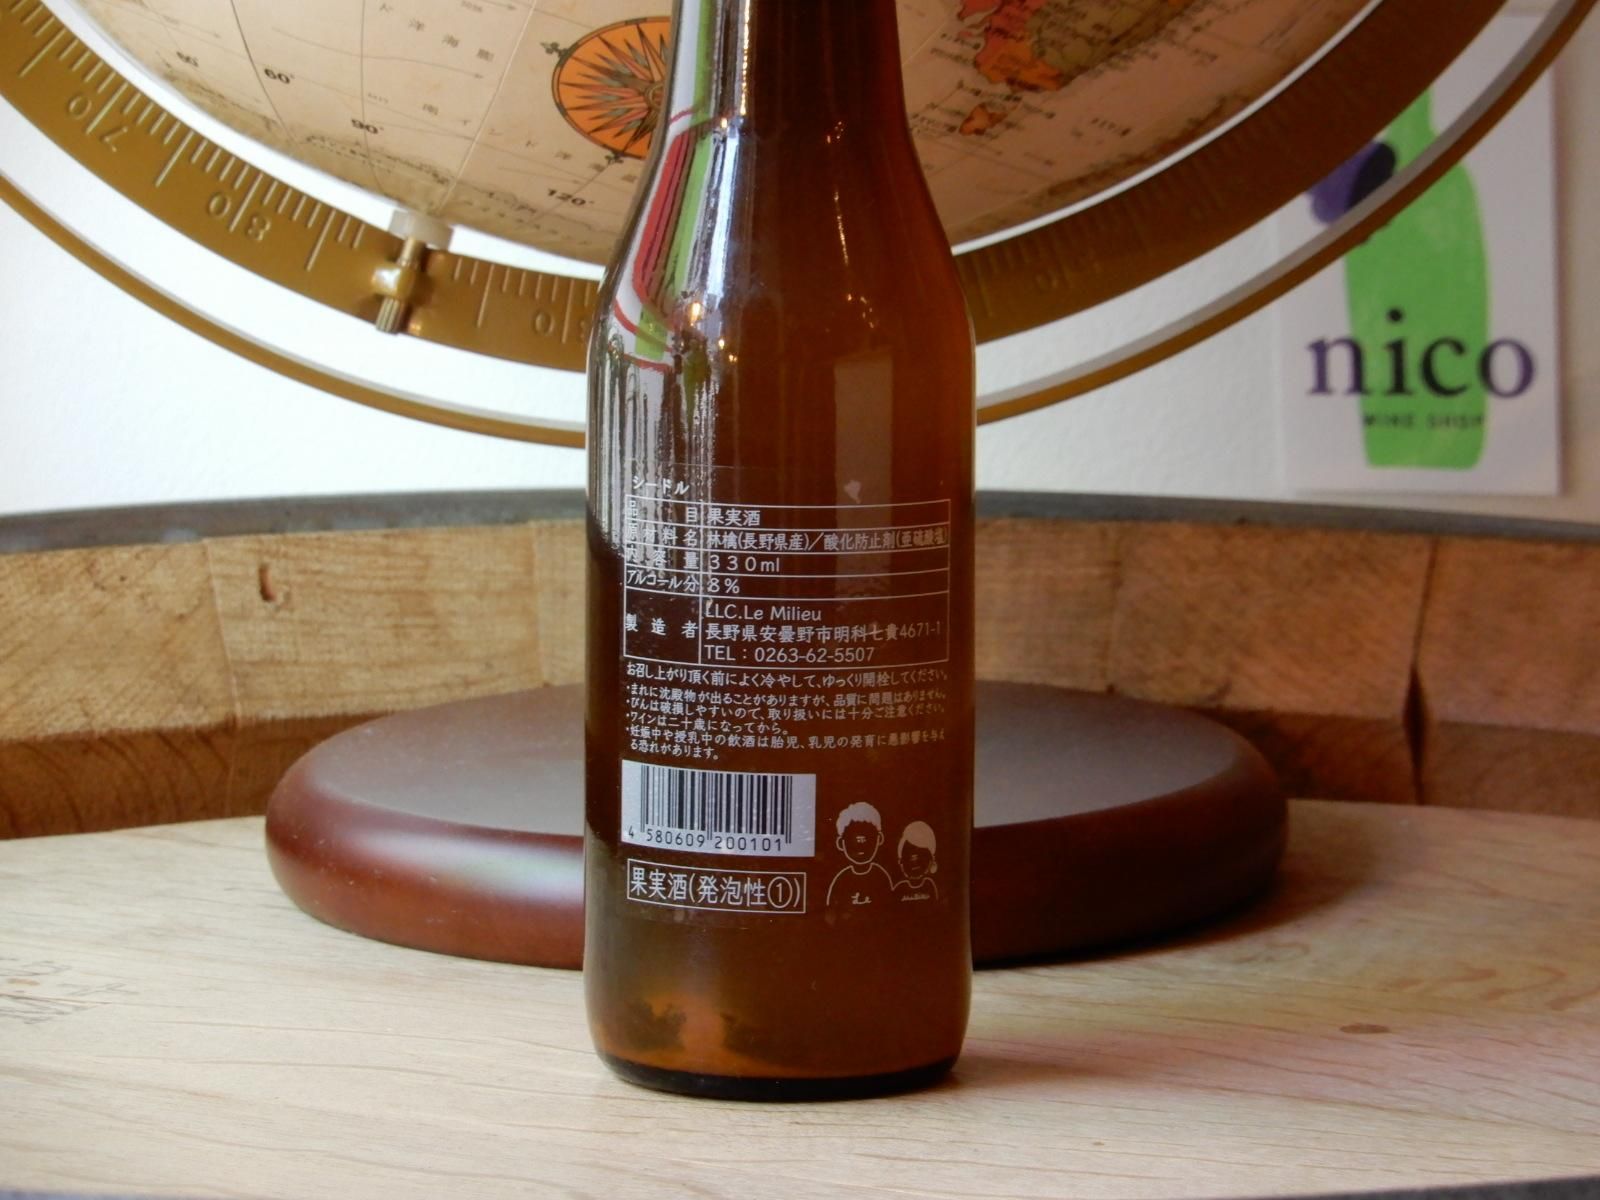 60°
90°
120°
nico
WINE SHOP
シードル
品目 果実酒
原材料名 林檎(長野県産)/酸化防止剤(亜硫酸塩)
内容量 330ml
アルコール分 8%
製造者 LLC.Le Milieu
長野県安曇野市明科七貴4671-1
TEL:0263-62-5507
お召し上がり頂く前によく冷やして、ゆっくり開栓してください。
・まれに沈殿物が出ることがありますが、品質に問題はありません。
・びんは破損しやすいので、取り扱いには十分ご注意ください。
・ワインは二十歳になってから。
・妊娠中や授乳中の飲酒は胎児、乳児の発育に悪影響を与え
る恐れがあります。
4 580609 200101
果実酒(発泡性①)
Le